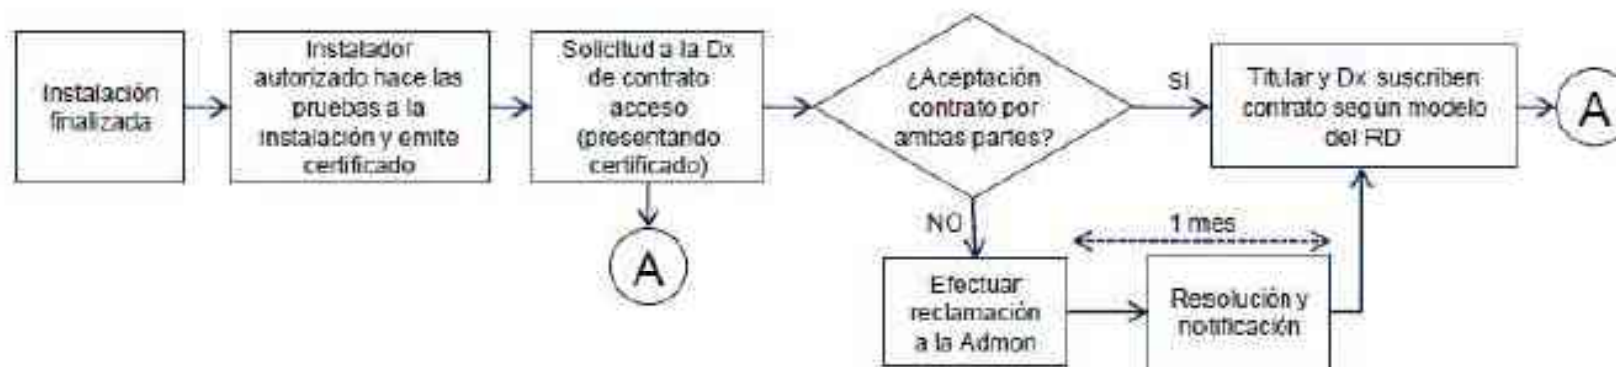 Instalación
finalizada
Instalador
autorizado hace las
pruebas a la
instalación y emite
certificado
Solicitud a la Dx
de contrato
acceso
(presentando
certificado)
A
¿Aceptación
contrato por
ambas partes?
SI
Titular y Dx suscriben
contrato según modelo
del RD
A
NO
Efectuar
reclamación
a la Admon
1 mes
Resolución y
notificación